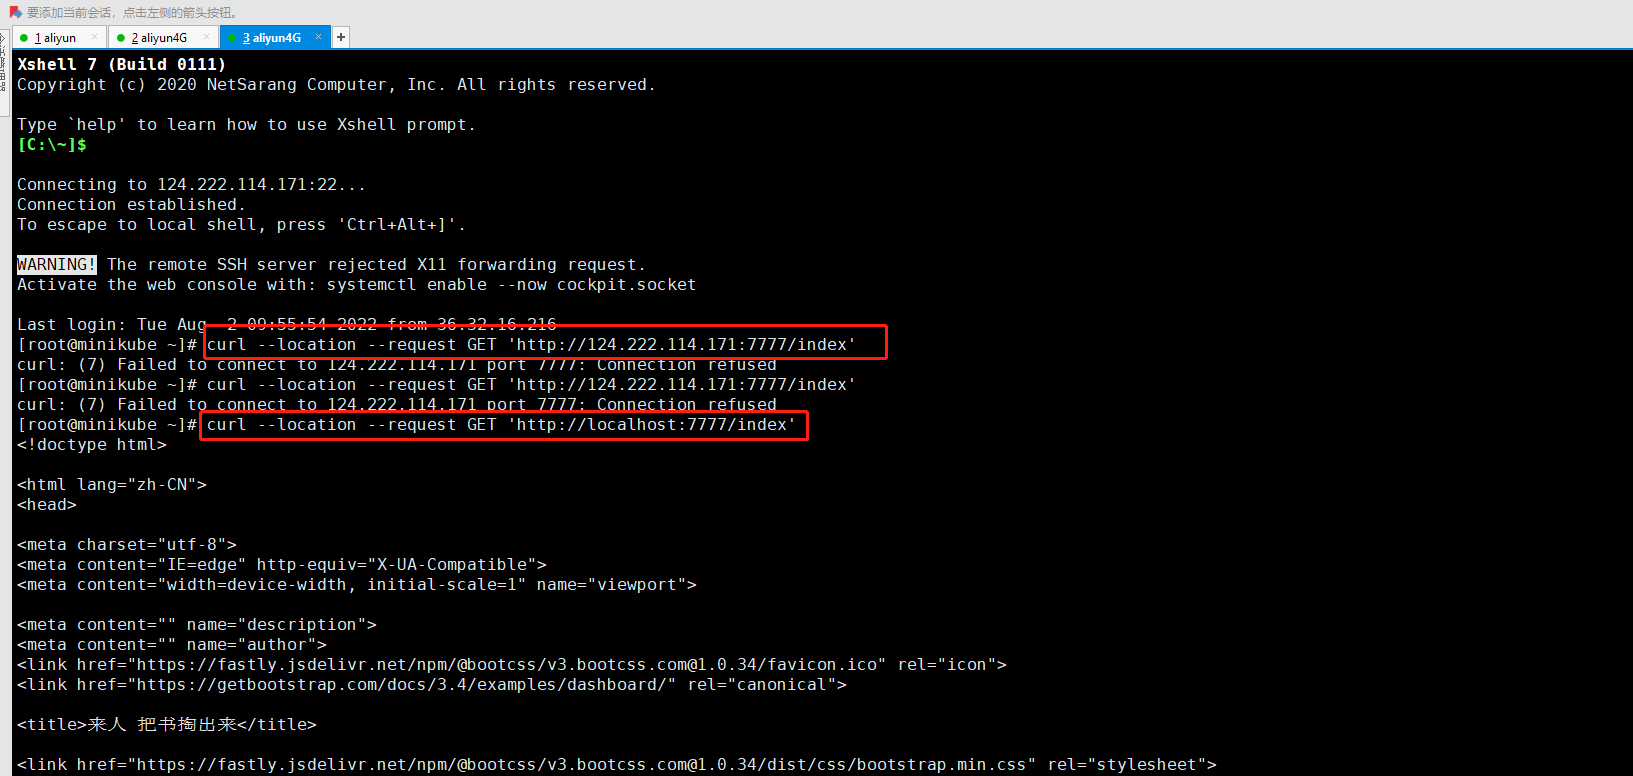 要添加当前会话，点击左侧的箭头按钮。
1 aliyun × 2 aliyun4G × 3 aliyun4G × +
Xshell 7 (Build 0111)
Copyright (c) 2020 NetSarang Computer, Inc. All rights reserved.
Type `help' to learn how to use Xshell prompt.
[C:\~]$
Connecting to 124.222.114.171:22...
Connection established.
To escape to local shell, press 'Ctrl+Alt+]'.
WARNING! The remote SSH server rejected X11 forwarding request.
Activate the web console with: systemctl enable --now cockpit.socket
Last login: Tue Aug  2 09:55:54 2022 from 36.32.16.216
[root@minikube ~]# curl --location --request GET 'http://124.222.114.171:7777/index'
curl: (7) Failed to connect to 124.222.114.171 port 7777: Connection refused
[root@minikube ~]# curl --location --request GET 'http://124.222.114.171:7777/index'
curl: (7) Failed to connect to 124.222.114.171 port 7777: Connection refused
[root@minikube ~]# curl --location --request GET 'http://localhost:7777/index'
<!doctype html>
<html lang="zh-CN">
<head>
<meta charset="utf-8">
<meta content="IE=edge" http-equiv="X-UA-Compatible">
<meta content="width=device-width, initial-scale=1" name="viewport">
<meta content="" name="description">
<meta content="" name="author">
<link href="https://fastly.jsdelivr.net/npm/@bootcss/v3.bootcss.com@1.0.34/favicon.ico" rel="icon">
<link href="https://getbootstrap.com/docs/3.4/examples/dashboard/" rel="canonical">
<title>来人 把书掏出来</title>
<link href="https://fastly.jsdelivr.net/npm/@bootcss/v3.bootcss.com@1.0.34/dist/css/bootstrap.min.css" rel="stylesheet">